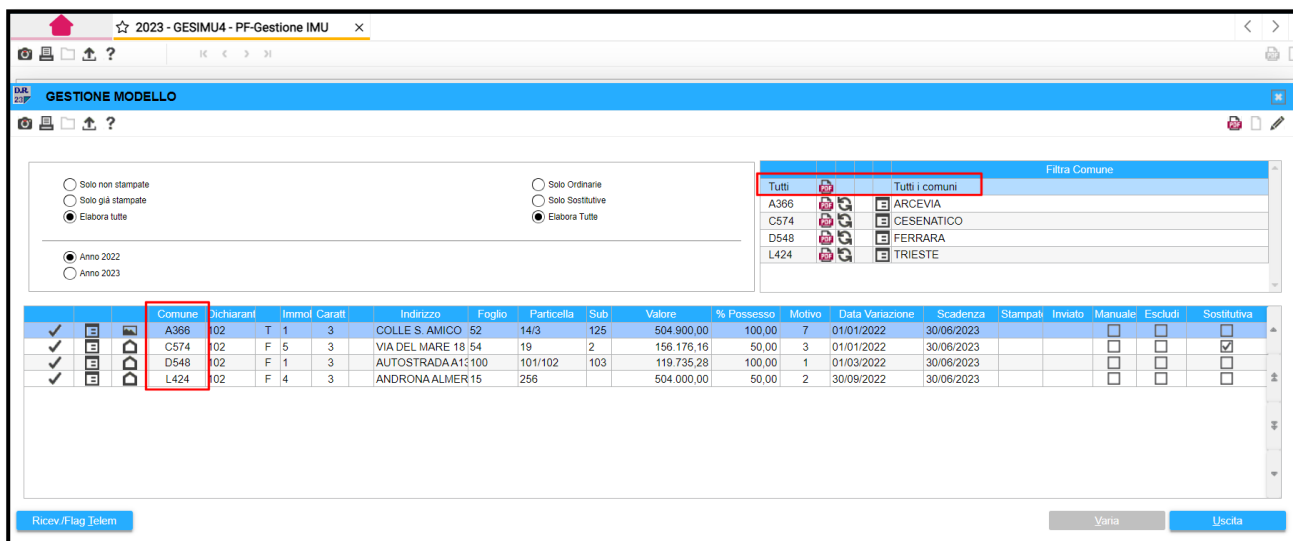 2023 - GESIMU4 - PF-Gestione IMU
?
D.R. 23
GESTIONE MODELLO
?
Solo non stampate
Solo già stampate
Elabora tutte
Solo Ordinarie
Solo Sostitutive
Elabora Tutte
Anno 2022
Anno 2023
Filtra Comune
Tutti PDF Tutti i comuni
A366 PDF ARCEVIA
C574 PDF CESENATICO
D548 PDF FERRARA
L424 PDF TRIESTE
Comune Dichiarant Immol Caratt Indirizzo Foglio Particella Sub Valore % Possesso Motivo Data Variazione Scadenza Stampat Inviato Manuale Escludi Sostitutiva
A366 102 T 1 3 COLLE S. AMICO 52 14/3 125 504.900,00 100,00 7 01/01/2022 30/06/2023
C574 102 F 5 3 VIA DEL MARE 18 54 19 2 156.176,16 50,00 3 01/01/2022 30/06/2023
D548 102 F 1 3 AUTOSTRADA A13 100 101/102 103 119.735,28 100,00 1 01/03/2022 30/06/2023
L424 102 F 4 3 ANDRONA ALMER 15 256 504.000,00 50,00 2 30/09/2022 30/06/2023
Ricev./Flag Telem
Varia
Uscita